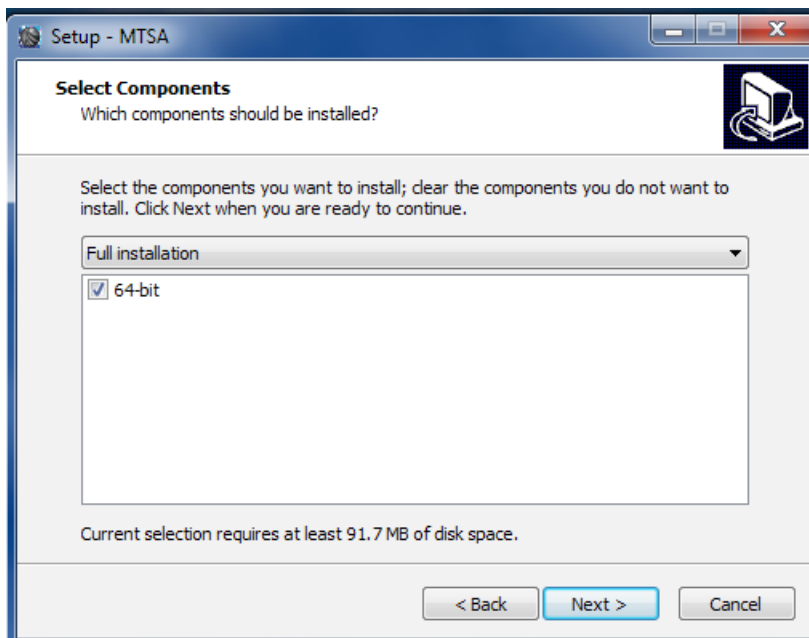 Setup - MTSA
Select Components
Which components should be installed?
Select the components you want to install; clear the components you do not want to
install. Click Next when you are ready to continue.
Full installation
64-bit
Current selection requires at least 91.7 MB of disk space.
< Back
Next >
Cancel